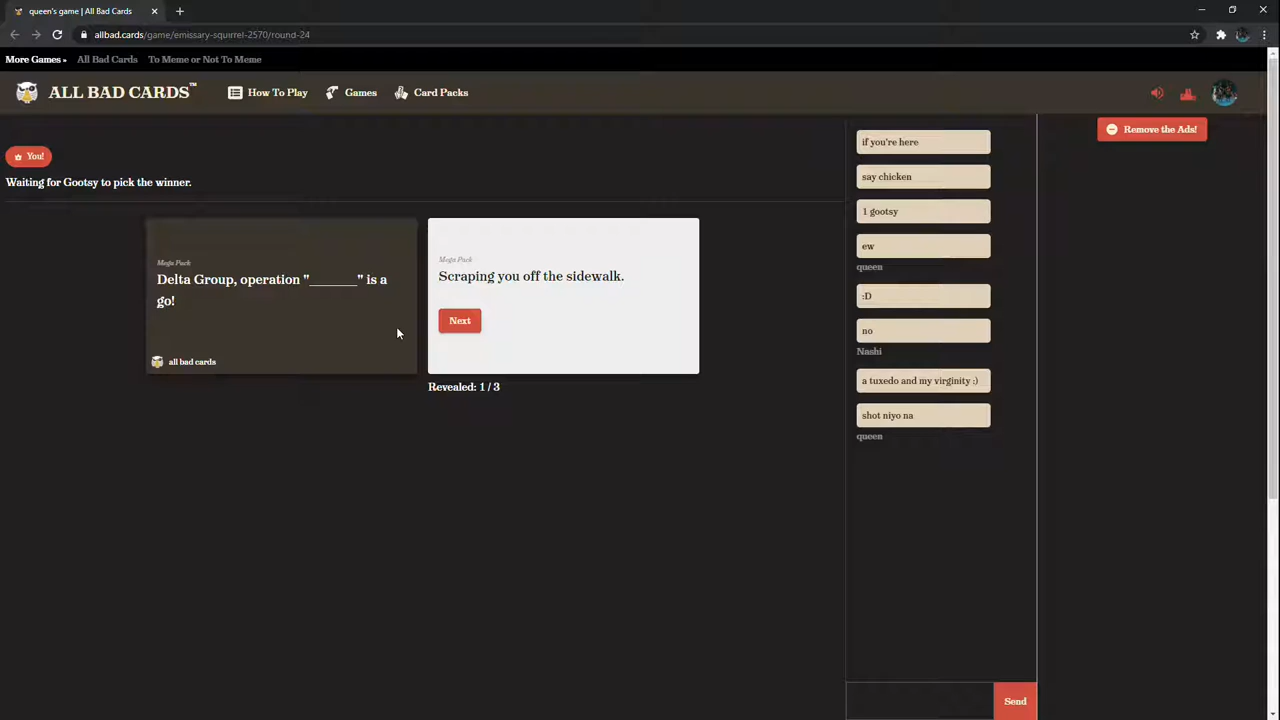 queen's game | All Bad Cards
allbad.cards/game/emissary-squirrel-2570/round-24
More Games » All Bad Cards To Meme or Not To Meme
ALL BAD CARDS™ How To Play Games Card Packs
Remove the Ads!
You!
Waiting for Gootsy to pick the winner.
Mega Pack
Delta Group, operation "_______" is a
go!
all bad cards
Mega Pack
Scraping you off the sidewalk.
Next
Revealed: 1 / 3
if you're here
say chicken
1 gootsy
ew
queen
:D
no
Nashi
a tuxedo and my virginity ;)
shot niyo na
queen
Send